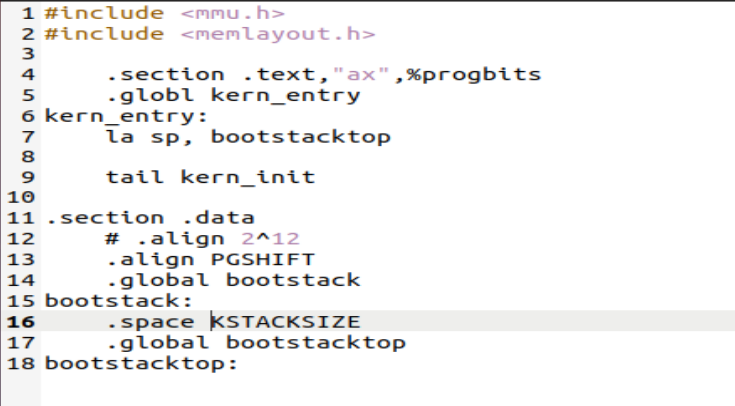 1 #include <mmu.h>
2 #include <memlayout.h>
3
4     .section .text,"ax",%progbits
5     .globl kern_entry
6 kern_entry:
7     la sp, bootstacktop
8
9     tail kern_init
10
11 .section .data
12     # .align 2^12
13     .align PGSHIFT
14     .global bootstack
15 bootstack:
16     .space KSTACKSIZE
17     .global bootstacktop
18 bootstacktop: